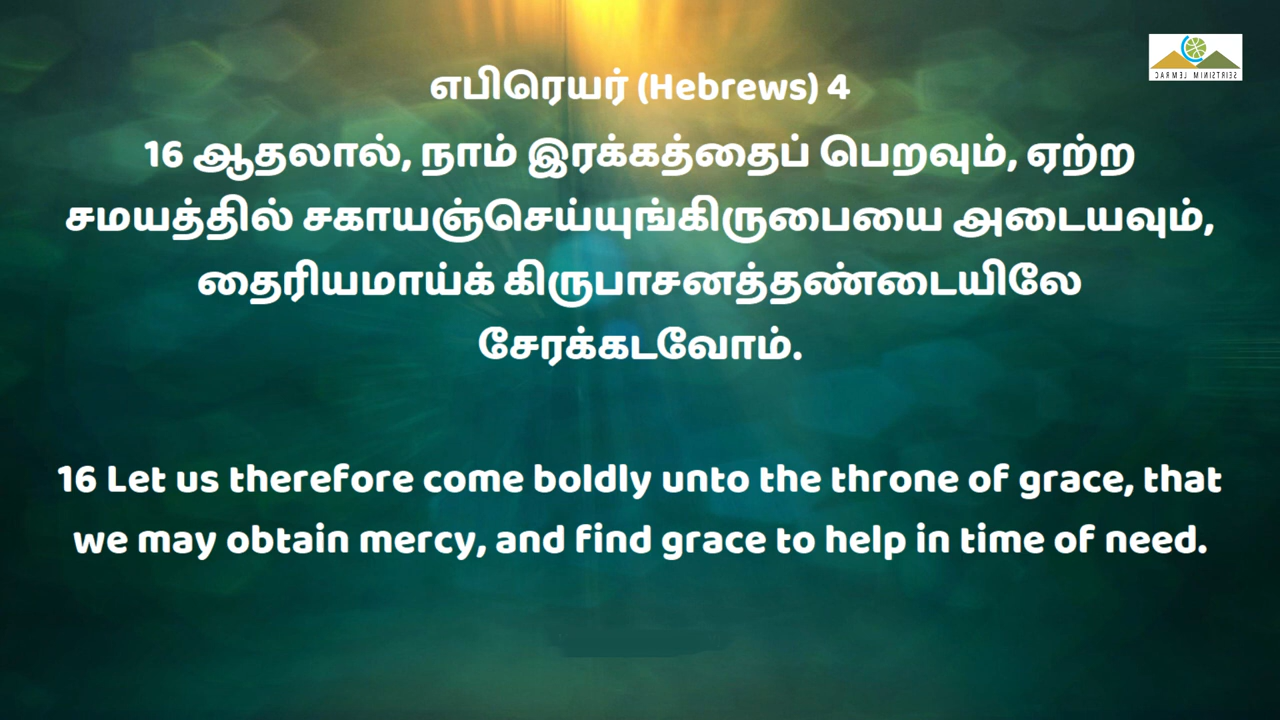 எபிரெயர் (Hebrews) 4
16 ஆதலால், நாம் இரக்கத்தைப் பெறவும், ஏற்ற
சமயத்தில் சகாயஞ்செய்யுங்கிருபையை அடையவும்,
தைரியமாய்க் கிருபாசனத்தண்டையிலே
சேரக்கடவோம்.
16 Let us therefore come boldly unto the throne of grace, that
we may obtain mercy, and find grace to help in time of need.
CARMEL MINISTRIES